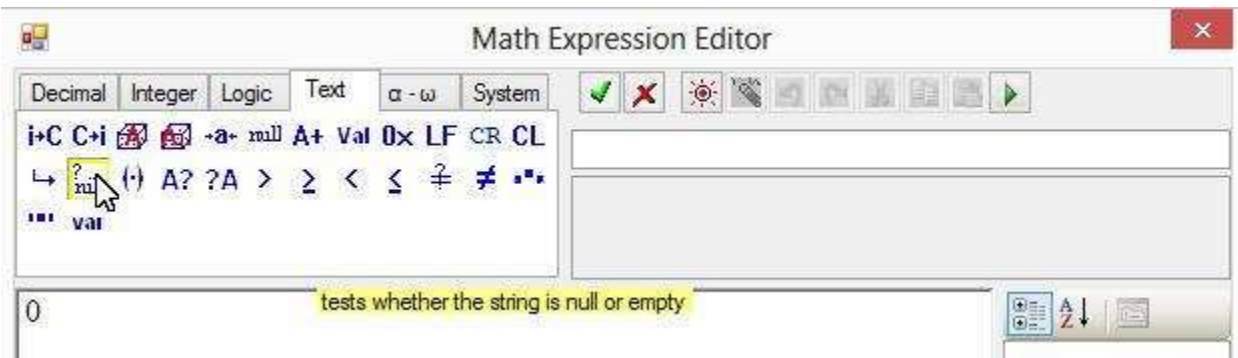 Math Expression Editor
Decimal Integer Logic Text α - ω System
i+C C+i A A +a+ null A+ Val 0x LF CR CL
? (·) A? ?A > ≥ < ≤ ≠
var
tests whether the string is null or empty
0
A
Z